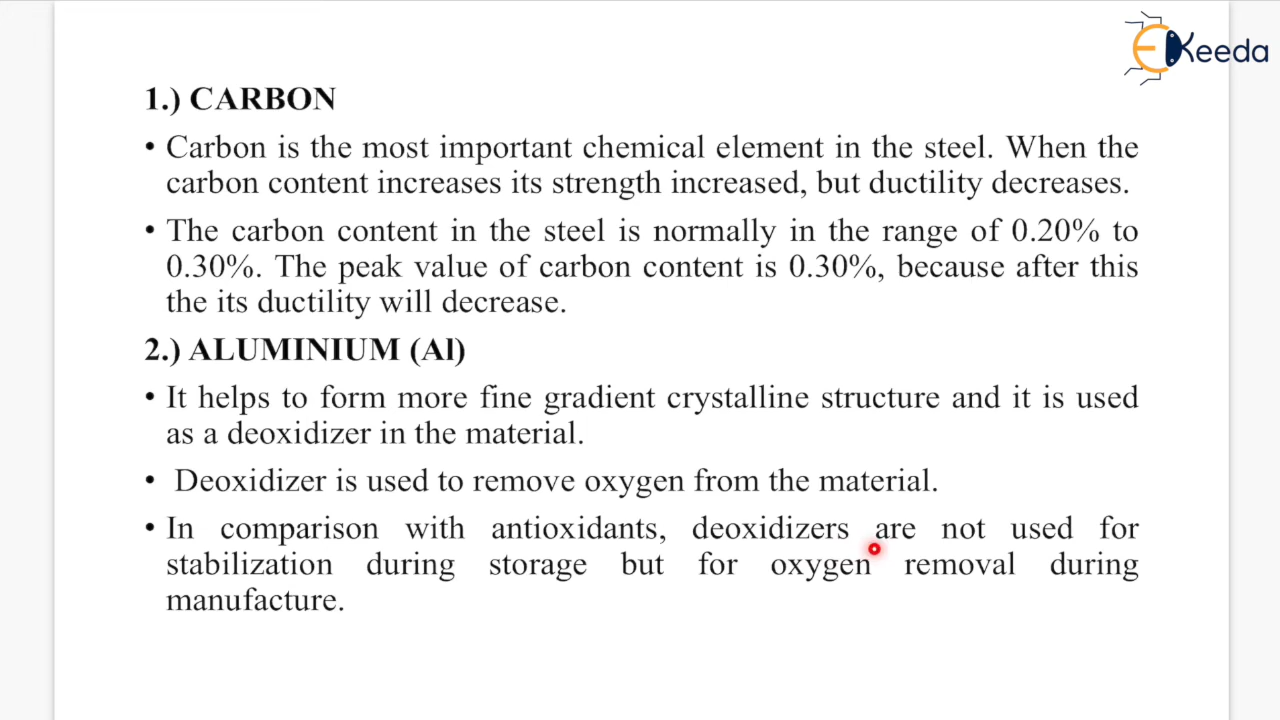 EKeeda
1.) CARBON
• Carbon is the most important chemical element in the steel. When the
carbon content increases its strength increased, but ductility decreases.
• The carbon content in the steel is normally in the range of 0.20% to
0.30%. The peak value of carbon content is 0.30%, because after this
the its ductility will decrease.
2.) ALUMINIUM (Al)
• It helps to form more fine gradient crystalline structure and it is used
as a deoxidizer in the material.
• Deoxidizer is used to remove oxygen from the material.
• In comparison with antioxidants, deoxidizers are not used for
stabilization during storage but for oxygen removal during
manufacture.